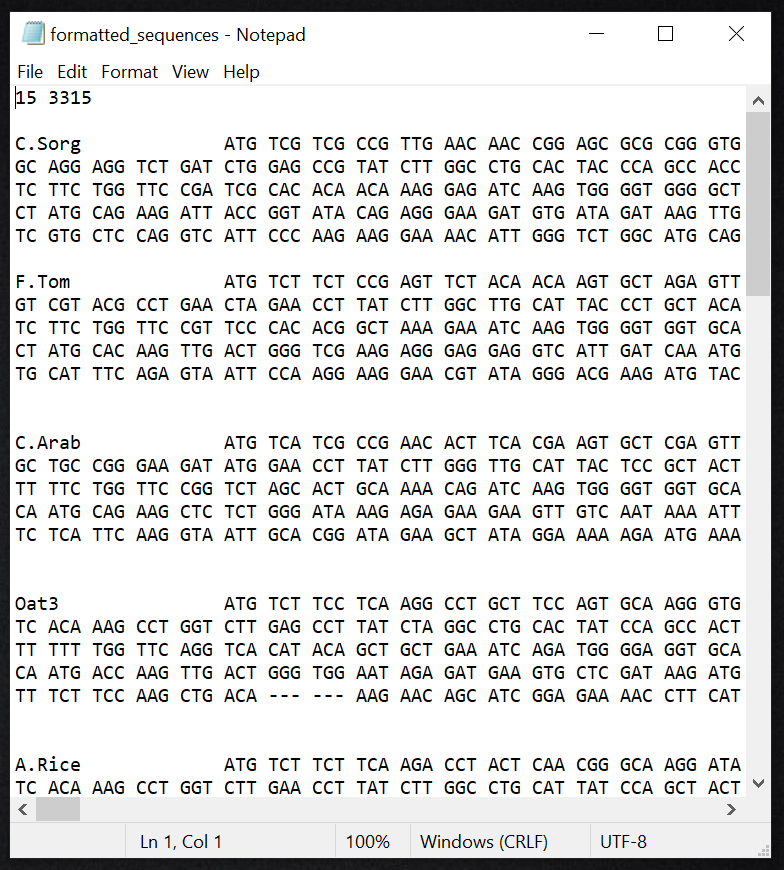 formatted_sequences - Notepad
File Edit Format View Help
15 3315
C.Sorg ATG TCG TCG CCG TTG AAC AAC CGG AGC GCG CGG GTG
GC AGG AGG TCT GAT CTG GAG CCG TAT CTT GGC CTG CAC TAC CCA GCC ACC
TC TTC TGG TTC CGA TCG CAC ACA ACA AAG GAG ATC AAG TGG GGT GGG GCT
CT ATG CAG AAG ATT ACC GGT ATA CAG AGG GAA GAT GTG ATA GAT AAG TTG
TC GTG CTC CAG GTC ATT CCC AAG AAG GAA AAC ATT GGG TCT GGC ATG CAG
F.Tom ATG TCT TCT CCG AGT TCT ACA ACA AGT GCT AGA GTT
GT CGT ACG CCT GAA CTA GAA CCT TAT CTT GGC TTG CAT TAC CCT GCT ACA
TC TTC TGG TTC CGT TCC CAC ACG GCT AAA GAA ATC AAG TGG GGT GGT GCA
CT ATG CAC AAG TTG ACT GGG TCG AAG AGG GAG GAG GTC ATT GAT CAA ATG
TG CAT TTC AGA GTA ATT CCA AGG AAG GAA CGT ATA GGG ACG AAG ATG TAC
C.Arab ATG TCA TCG CCG AAC ACT TCA CGA AGT GCT CGA GTT
GC TGC CGG GAA GAT ATG GAA CCT TAT CTT GGG TTG CAT TAC TCC GCT ACT
TT TTC TGG TTC CGG TCT AGC ACT GCA AAA CAG ATC AAG TGG GGT GGT GCA
CA ATG CAG AAG CTC TCT GGG ATA AAG AGA GAA GAA GTT GTC AAT AAA ATT
TC TCA TTC AAG GTA ATT GCA CGG ATA GAA GCT ATA GGA AAA AGA ATG AAA
Oat3 ATG TCT TCC TCA AGG CCT GCT TCC AGT GCA AGG GTG
TC ACA AAG CCT GGT CTT GAG CCT TAT CTA GGC CTG CAC TAT CCA GCC ACT
TT TTT TGG TTC AGG TCA CAT ACA GCT GCT GAA ATC AGA TGG GGA GGT GCA
CA ATG ACC AAG TTG ACT GGG TGG AAT AGA GAT GAA GTG CTC GAT AAG ATG
TT TCT TCC AAG CTG ACA --- --- AAG AAC AGC ATC GGA GAA AAC CTT CAT
A.Rice ATG TCT TCT TCA AGA CCT ACT CAA CGG GCA AGG ATA
TC ACA AAG CCT GGT CTT GAA CCT TAT CTT GGC CTG CAT TAT CCA GCT ACT
Ln 1, Col 1 100% Windows (CRLF) UTF-8